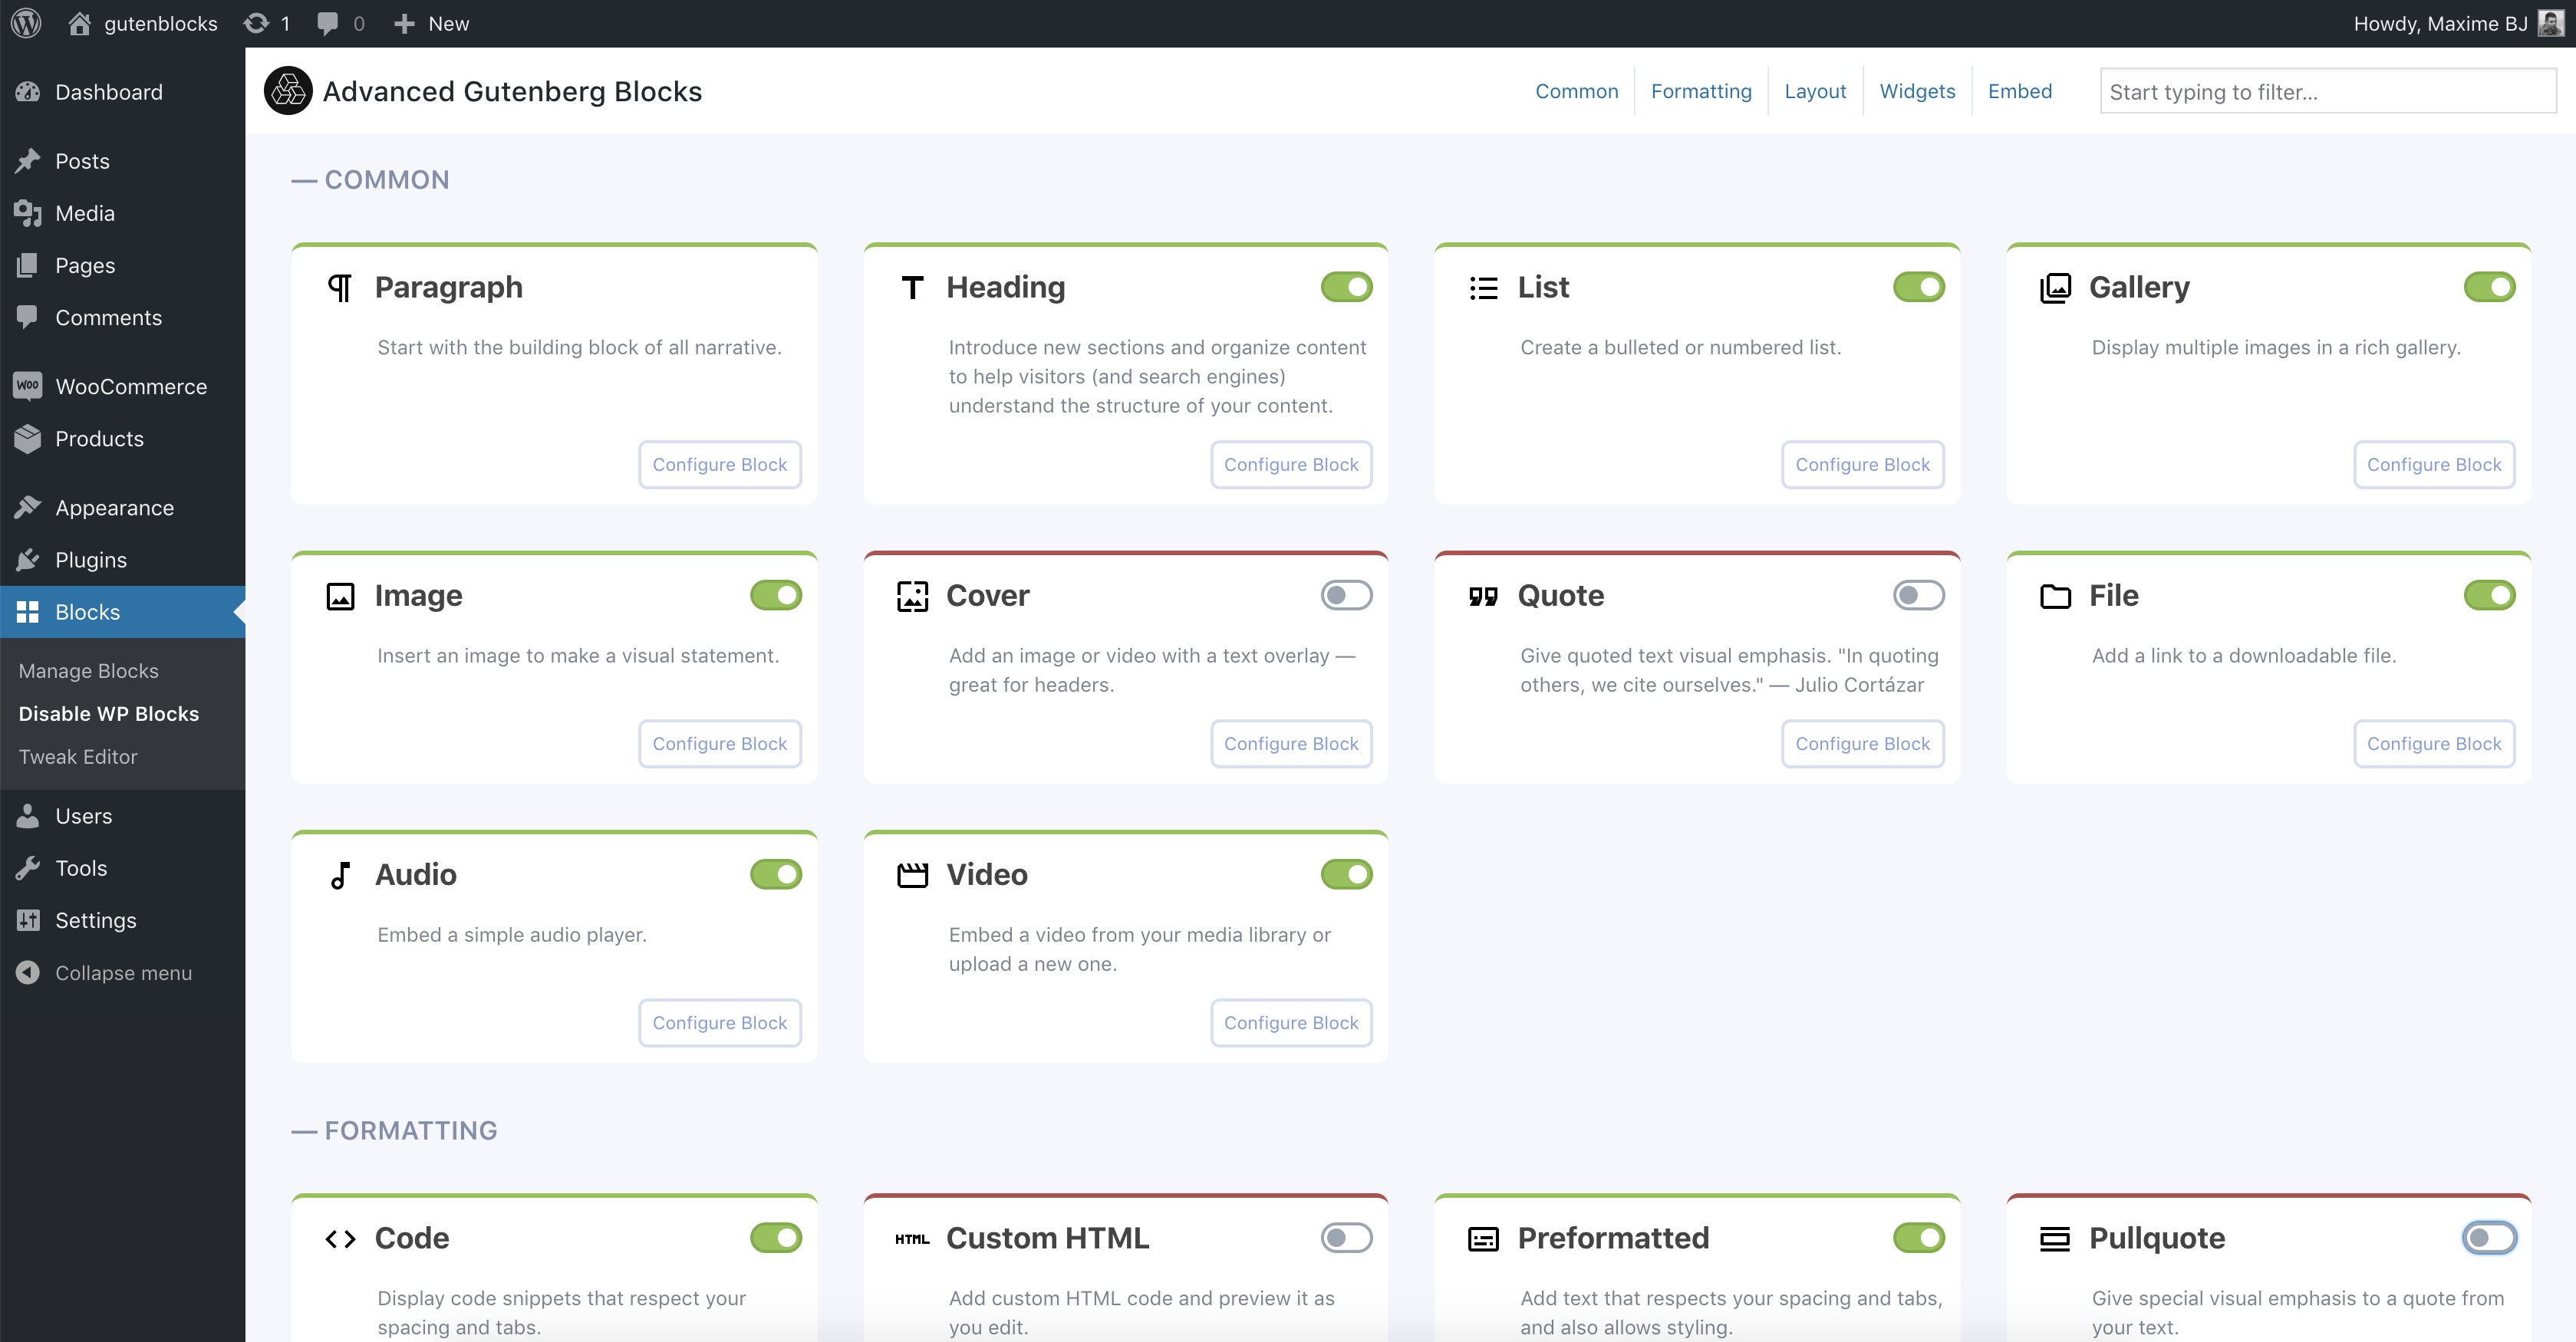 gutenblocks
1
0
New
Howdy, Maxime BJ
Dashboard
Posts
Media
Pages
Comments
Woo
WooCommerce
Products
Appearance
Plugins
Blocks
Manage Blocks
Disable WP Blocks
Tweak Editor
Users
Tools
Settings
Collapse menu
Advanced Gutenberg Blocks
Common
Formatting
Layout
Widgets
Embed
Start typing to filter...
— COMMON
Paragraph
Start with the building block of all narrative.
Configure Block
Heading
Introduce new sections and organize content
to help visitors (and search engines)
understand the structure of your content.
Configure Block
List
Create a bulleted or numbered list.
Configure Block
Gallery
Display multiple images in a rich gallery.
Configure Block
Image
Insert an image to make a visual statement.
Configure Block
Cover
Add an image or video with a text overlay —
great for headers.
Configure Block
Quote
Give quoted text visual emphasis. "In quoting
others, we cite ourselves." — Julio Cortázar
Configure Block
File
Add a link to a downloadable file.
Configure Block
Audio
Embed a simple audio player.
Configure Block
Video
Embed a video from your media library or
upload a new one.
Configure Block
— FORMATTING
Code
Display code snippets that respect your
spacing and tabs.
HTML
Custom HTML
Add custom HTML code and preview it as
you edit.
Preformatted
Add text that respects your spacing and tabs,
and also allows styling.
Pullquote
Give special visual emphasis to a quote from
your text.